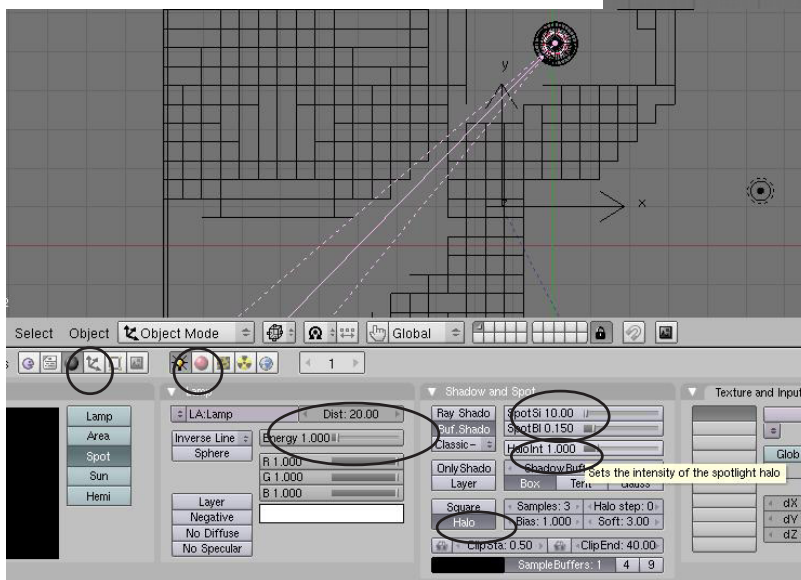 y
x
z
2
Select Object Object Mode Global
s 1
Lamp
Area
Spot
Sun
Hemi
Lamp
LA:Lamp Dist: 20.00
Inverse Line Energy 1.000
Sphere
R 1.000
G 1.000
B 1.000
Layer
Negative
No Diffuse
No Specular
Shadow and Spot
Ray Shado SpotSi 10.00
Buf.Shado SpotBl 0.150
Classic- HaloInt 1.000
OnlyShado ShadowBuff
Layer Box Tent Gauss
Sets the intensity of the spotlight halo
Square Samples: 3 Halo step: 0
Halo Bias: 1.000 Soft: 3.00
ClipSta: 0.50 ClipEnd: 40.00
SampleBuffers: 1 4 9
Texture and Input
Glob
dX
dY
dZ